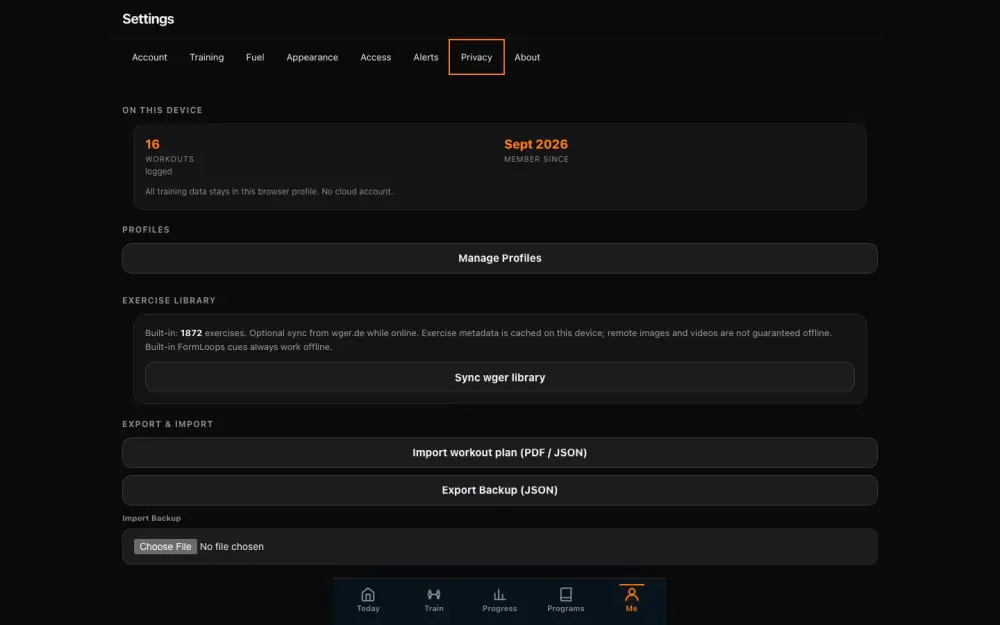 Settings
Account Training Fuel Appearance Access Alerts Privacy About
ON THIS DEVICE
16
WORKOUTS
logged
Sept 2026
MEMBER SINCE
All training data stays in this browser profile. No cloud account.
PROFILES
Manage Profiles
EXERCISE LIBRARY
Built-in: 1872 exercises. Optional sync from wger.de while online. Exercise metadata is cached on this device; remote images and videos are not guaranteed offline.
Built-in FormLoops cues always work offline.
Sync wger library
EXPORT & IMPORT
Import workout plan (PDF / JSON)
Export Backup (JSON)
Import Backup
Choose File No file chosen
Today Train Progress Programs Me